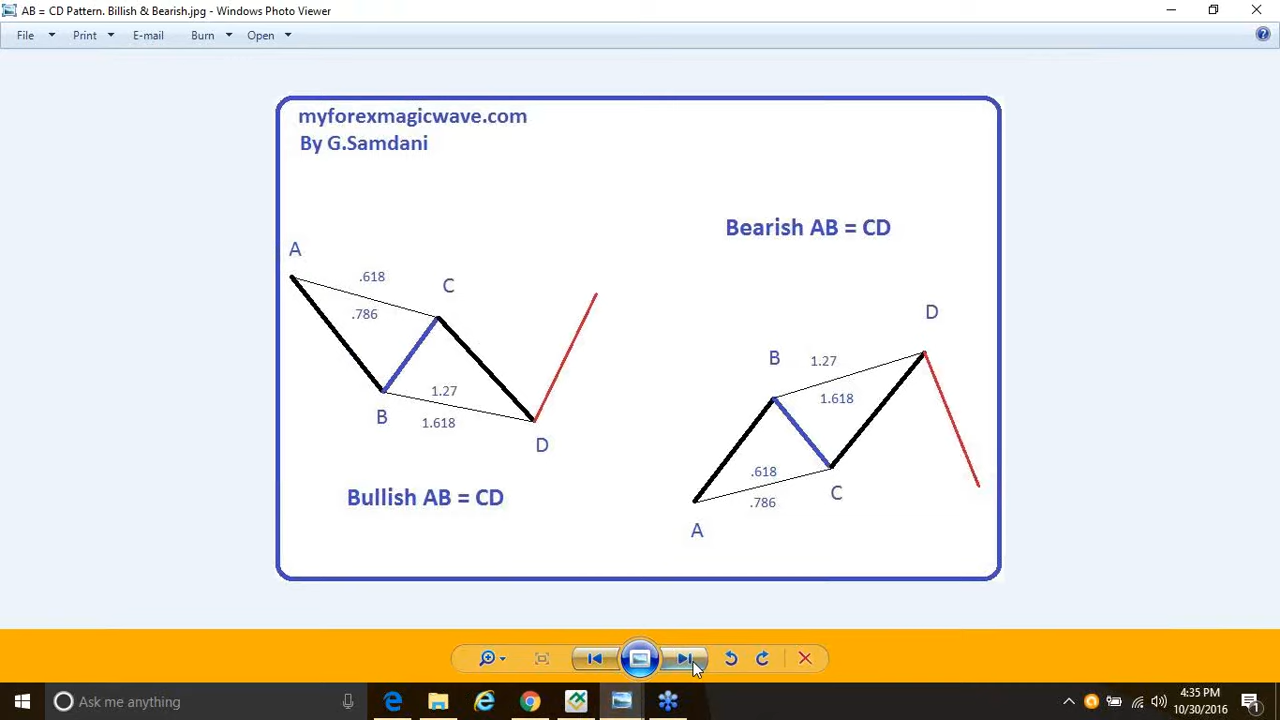 AB = CD Pattern. Billish & Bearish.jpg - Windows Photo Viewer
File Print E-mail Burn Open
myforexmagicwave.com
By G.Samdani
Bearish AB = CD
A
.618
C
.786
B
1.27
1.618
D
Bullish AB = CD
D
B
1.27
1.618
.618
C
.786
A
Ask me anything
4:35 PM
10/30/2016
1